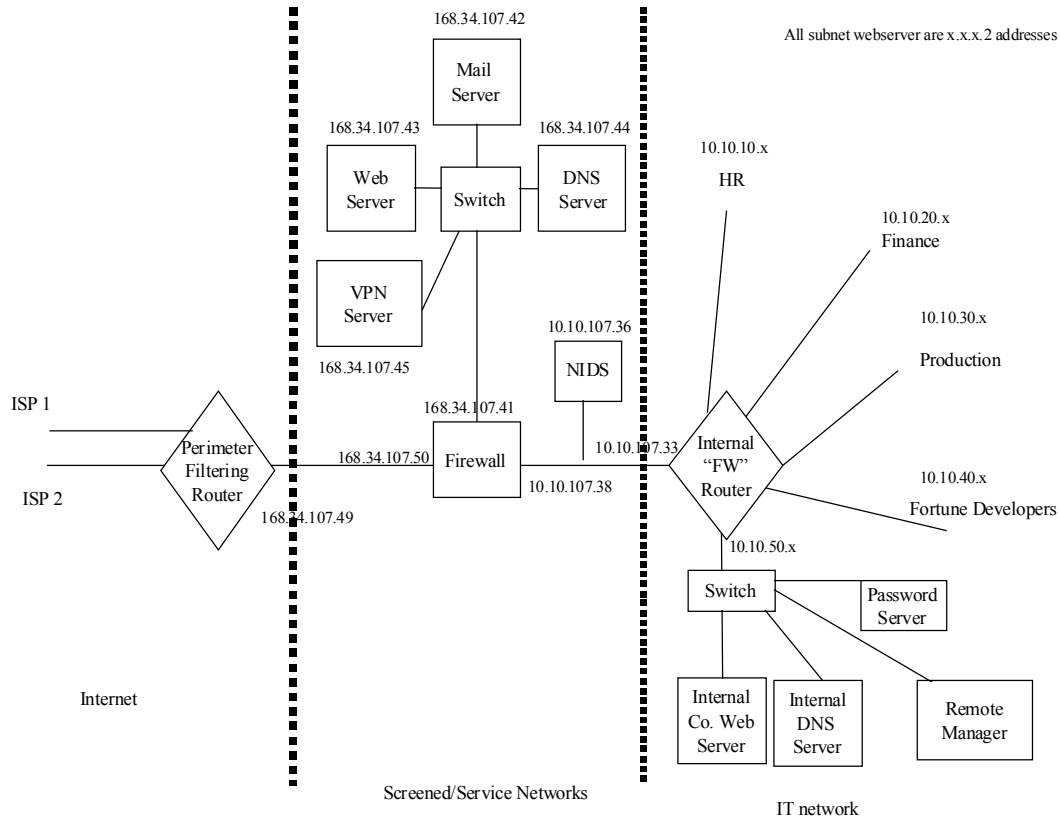 168.34.107.42
All subnet webserver are x.x.x.2 addresses
Mail
Server
168.34.107.43
168.34.107.44
Web
Server
Switch
DNS
Server
10.10.10.x
HR
10.10.20.x
Finance
VPN
Server
168.34.107.45
10.10.107.36
NIDS
10.10.30.x
Production
ISP 1
ISP 2
Perimeter
Filtering
Router
168.34.107.49
168.34.107.41
168.34.107.50
Firewall
10.10.107.38
10.10.107.33
Internal
“FW”
Router
10.10.40.x
Fortune Developers
10.10.50.x
Switch
Password
Server
Internal
Co. Web
Server
Internal
DNS
Server
Remote
Manager
Internet
Screened/Service Networks
IT network